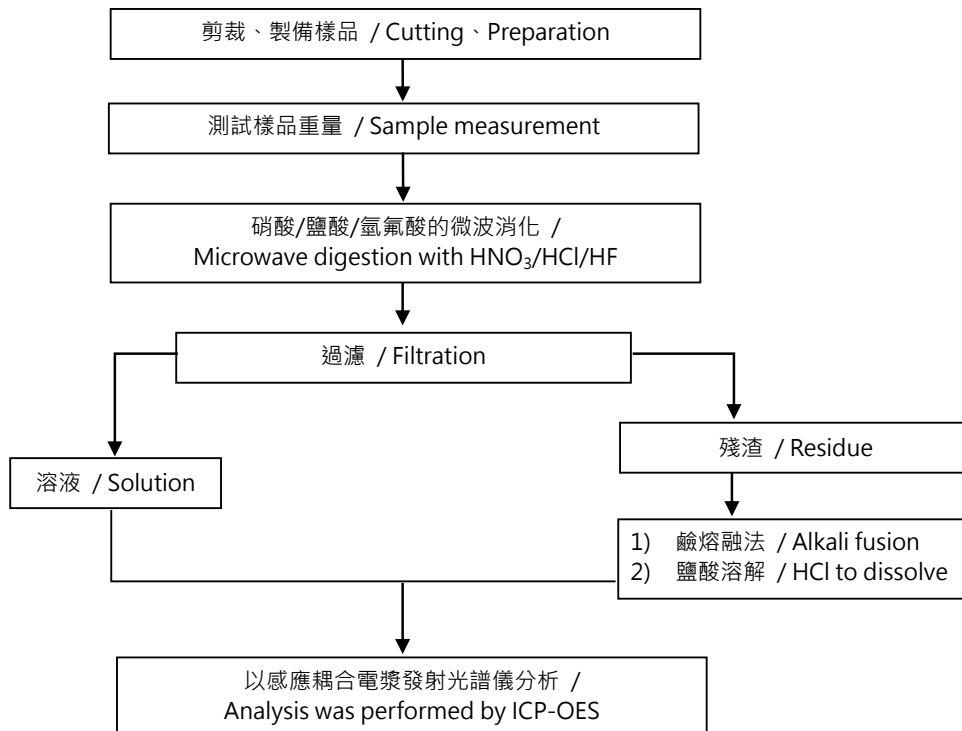 剪裁、製備樣品 / Cutting、Preparation
測試樣品重量 / Sample measurement
硝酸/鹽酸/氫氟酸的微波消化 /
Microwave digestion with HNO₃/HCl/HF
過濾 / Filtration
溶液 / Solution
殘渣 / Residue
1) 鹼熔融法 / Alkali fusion
2) 鹽酸溶解 / HCl to dissolve
以感應耦合電漿發射光譜儀分析 /
Analysis was performed by ICP-OES